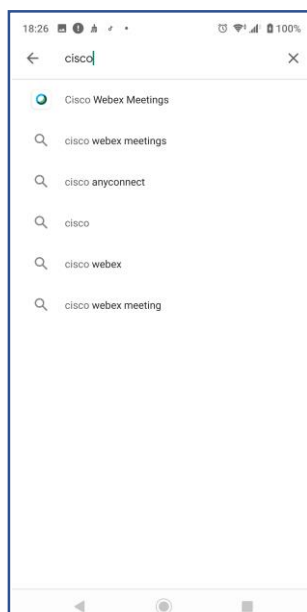 18:26 100%
cisco
Cisco Webex Meetings
cisco webex meetings
cisco anyconnect
cisco
cisco webex
cisco webex meeting